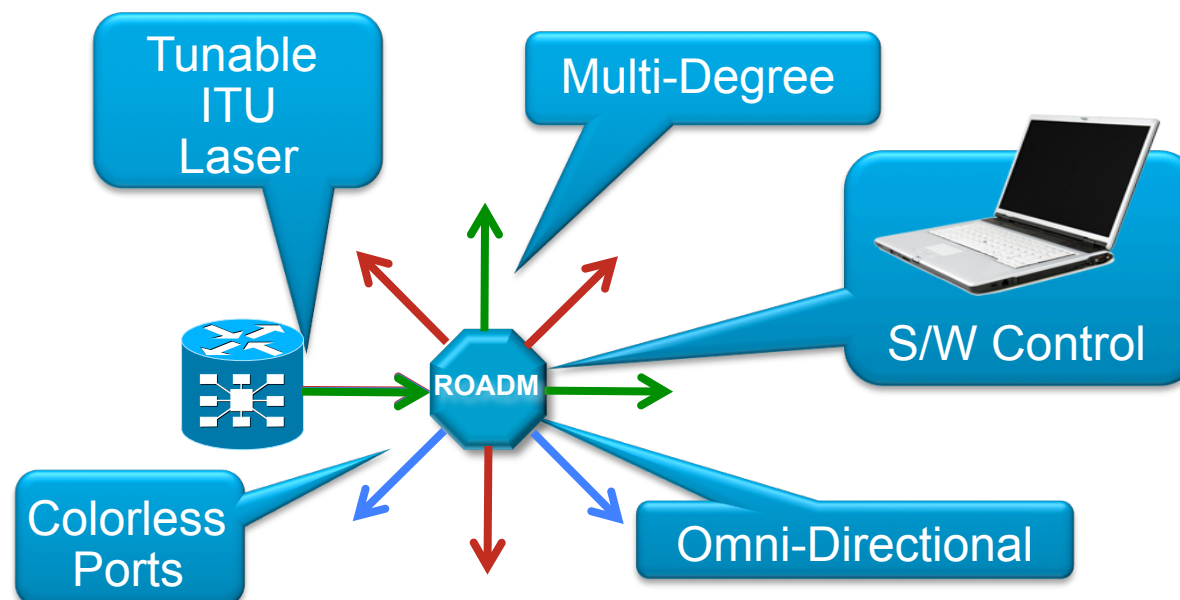 Tunable
ITU
Laser
Multi-Degree
S/W Control
ROADM
Colorless
Ports
Omni-Directional